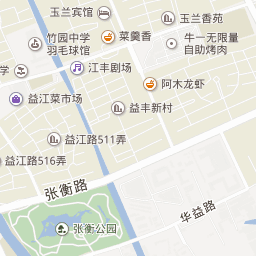 玉兰宾馆
玉兰香苑
竹园中学
羽毛球馆
菜羹香
牛一无限量
自助烤肉
学
江丰剧场
阿木龙虾
益江菜市场
益丰新村
益江路511弄
益江路516弄
张衡路
华益路
张衡公园